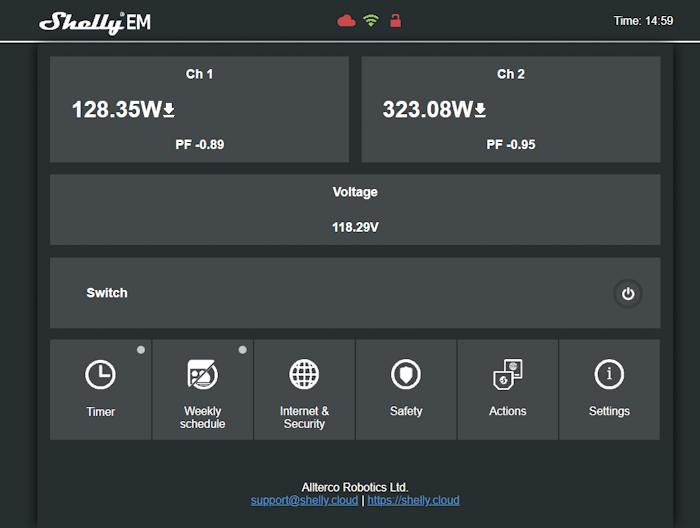 Shelly EM
Time: 14:59
Ch 1
128.35W
PF -0.89
Ch 2
323.08W
PF -0.95
Voltage
118.29V
Switch
Timer
Weekly
schedule
Internet &
Security
Safety
Actions
Settings
Allterco Robotics Ltd.
support@shelly.cloud | https://shelly.cloud